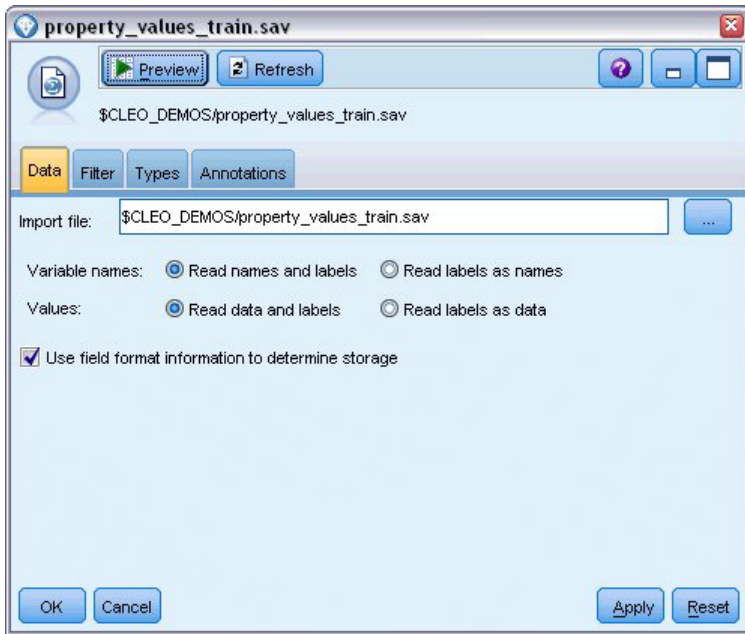 property_values_train.sav
Preview Refresh
$CLEO_DEMOS/property_values_train.sav
Data Filter Types Annotations
Import file: $CLEO_DEMOS/property_values_train.sav ...
Variable names: Read names and labels Read labels as names
Values: Read data and labels Read labels as data
Use field format information to determine storage
OK Cancel Apply Reset